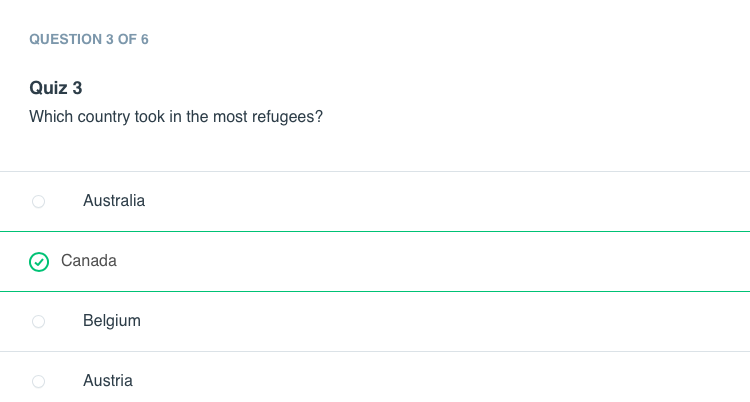 QUESTION 3 OF 6
Quiz 3
Which country took in the most refugees?
Australia
Canada
Belgium
Austria